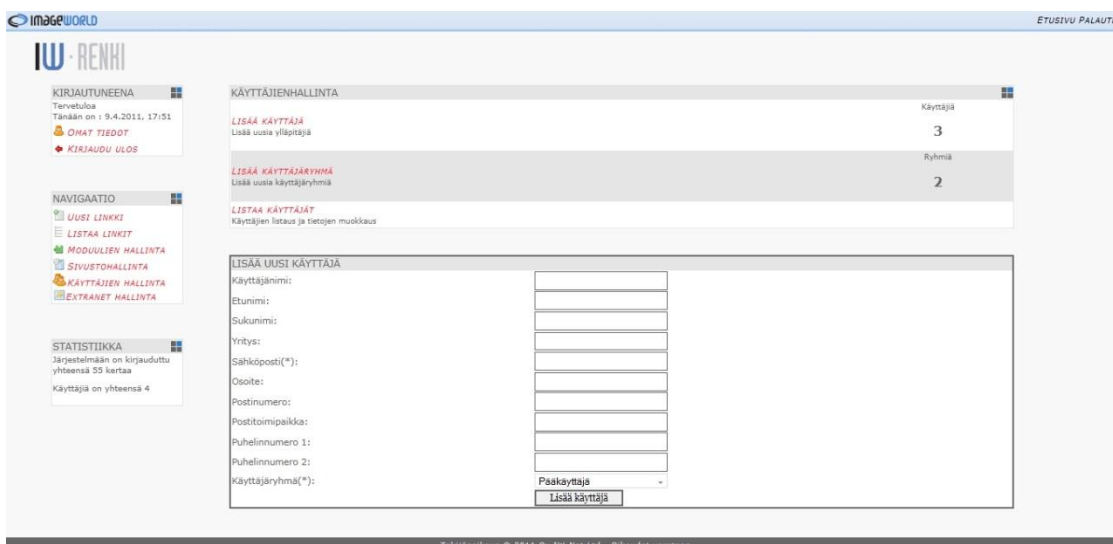 IMAGEWORLD
ETUSIVU PALAUT
IW·RENKI
KIRJAUTUNEENA
Tervetuloa
Tänään on : 9.4.2011, 17:51
OMAT TIEDOT
KIRJAUDU ULOS
NAVIGAATIO
UUSI LINKKI
LISTAA LINKIT
MODUULIEN HALLINTA
SIVUSTOHALLINTA
KÄYTTÄJIEN HALLINTA
EXTRANET HALLINTA
STATISTIIKKA
Järjestelmään on kirjauduttu
yhteensä 55 kertaa
Käyttäjiä on yhteensä 4
KÄYTTÄJIENHALLINTA
LISÄÄ KÄYTTÄJÄ
Lisää uusia ylläpitäjiä
Käyttäjiä
3
LISÄÄ KÄYTTÄJÄRYHMÄ
Lisää uusia käyttäjäryhmiä
Ryhmiä
2
LISTAA KÄYTTÄJÄT
Käyttäjien listaus ja tietojen muokkaus
LISÄÄ UUSI KÄYTTÄJÄ
Käyttäjänimi:
Etunimi:
Sukunimi:
Yritys:
Sähköposti(*):
Osoite:
Postinumero:
Postitoimipaikka:
Puhelinnumero 1:
Puhelinnumero 2:
Käyttäjäryhmä(*): Pääkäyttäjä
Lisää käyttäjä